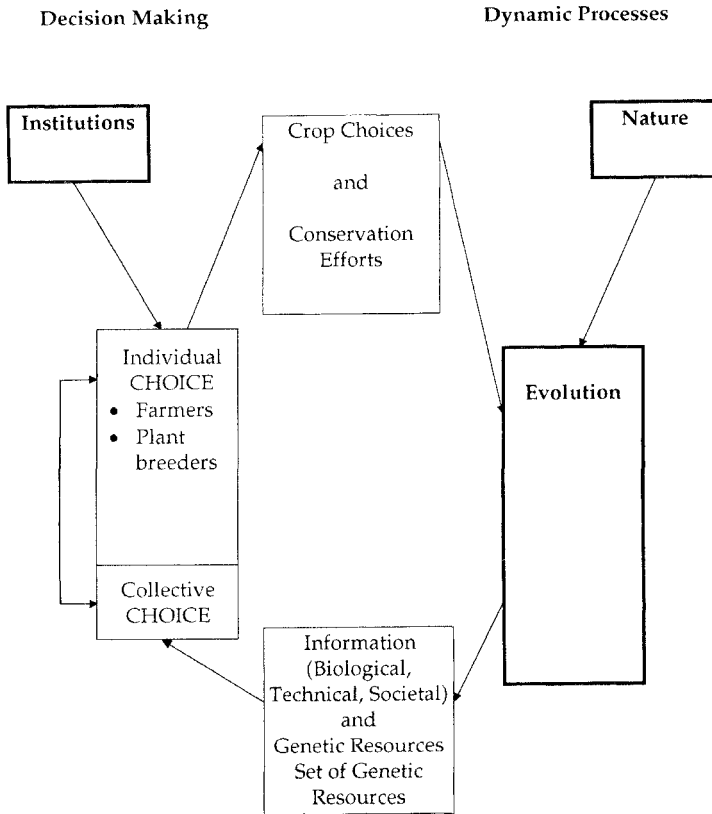 Decision Making
Dynamic Processes
Institutions
Crop Choices
and
Conservation
Efforts
Nature
Individual
CHOICE
• Farmers
• Plant
breeders
Collective
CHOICE
Evolution
Information
(Biological,
Technical, Societal)
and
Genetic Resources
Set of Genetic
Resources